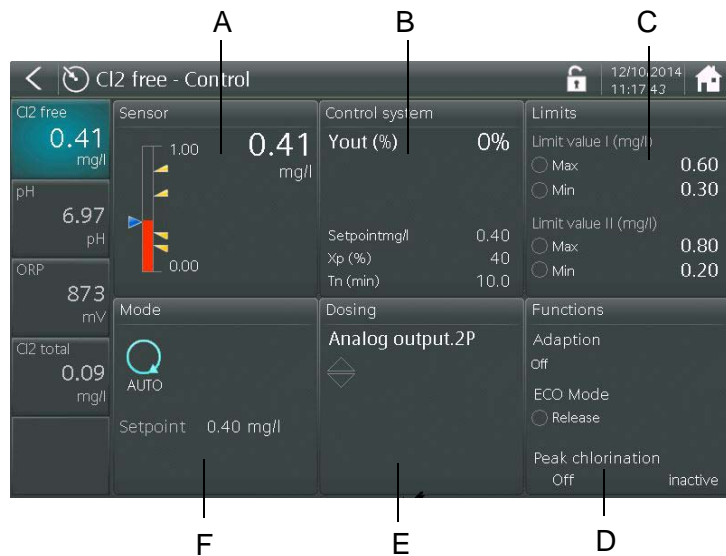 A B C
Cl2 free - Control 12/10/2014
11:17:43
Cl2 free
0.41
mg/l
pH
6.97
pH
ORP
873
mV
Cl2 total
0.09
mg/l
Sensor
1.00 0.41
mg/l
0.00
Control system
Yout (%) 0%
Setpointmg/l 0.40
Xp (%) 40
Tn (min) 10.0
Limits
Limit value I (mg/l)
Max 0.60
Min 0.30
Limit value II (mg/l)
Max 0.80
Min 0.20
Mode
AUTO
Setpoint 0.40 mg/l
Dosing
Analog output.2P
Functions
Adaption
Off
ECO Mode
Release
Peak chlorination
Off inactive
F E D